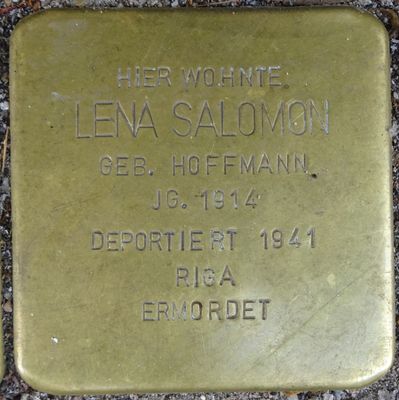 HIER WOHNTE
LENA SALOMON
GEB. HOFFMANN
JG. 1914
DEPORTIERT 1941
RIGA
ERMORDET